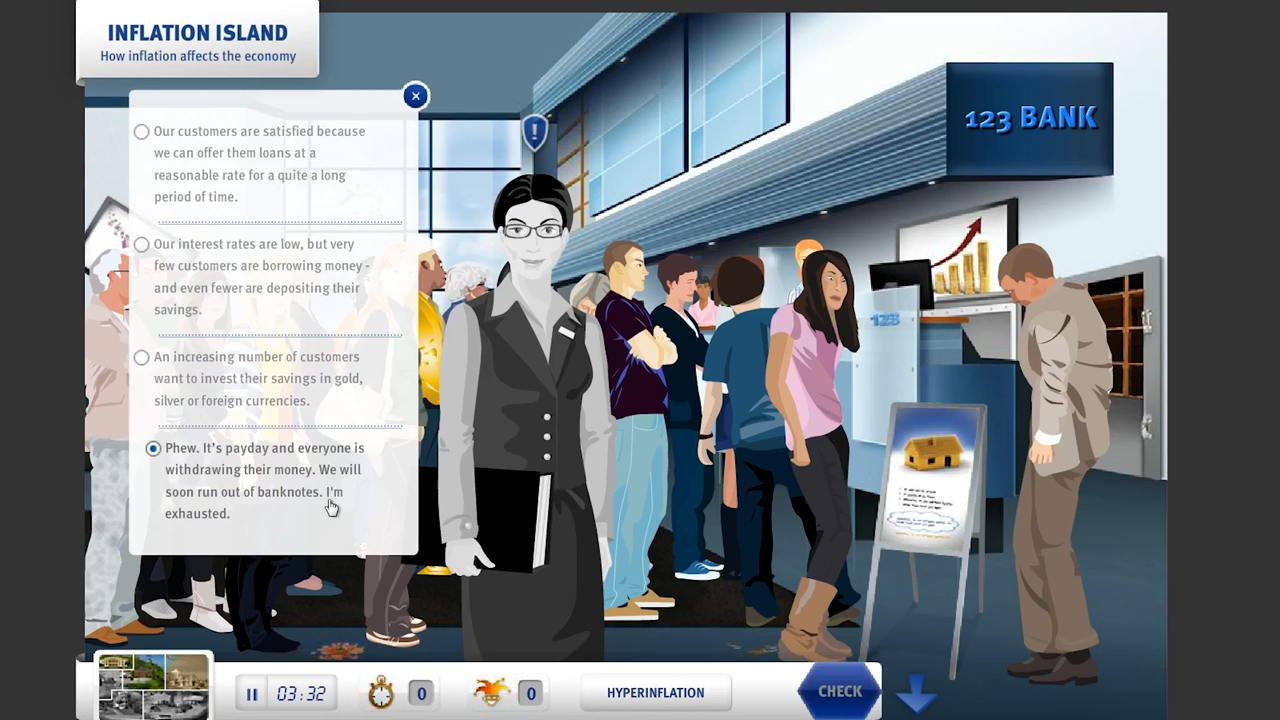 INFLATION ISLAND
How inflation affects the economy
123 BANK
Our customers are satisfied because
we can offer them loans at a
reasonable rate for a quite a long
period of time.
Our interest rates are low, but very
few customers are borrowing money -
and even fewer are depositing their
savings.
An increasing number of customers
want to invest their savings in gold,
silver or foreign currencies.
Phew. It's payday and everyone is
withdrawing their money. We will
soon run out of banknotes. I'm
exhausted.
123
03:32
0
0
HYPERINFLATION
CHECK